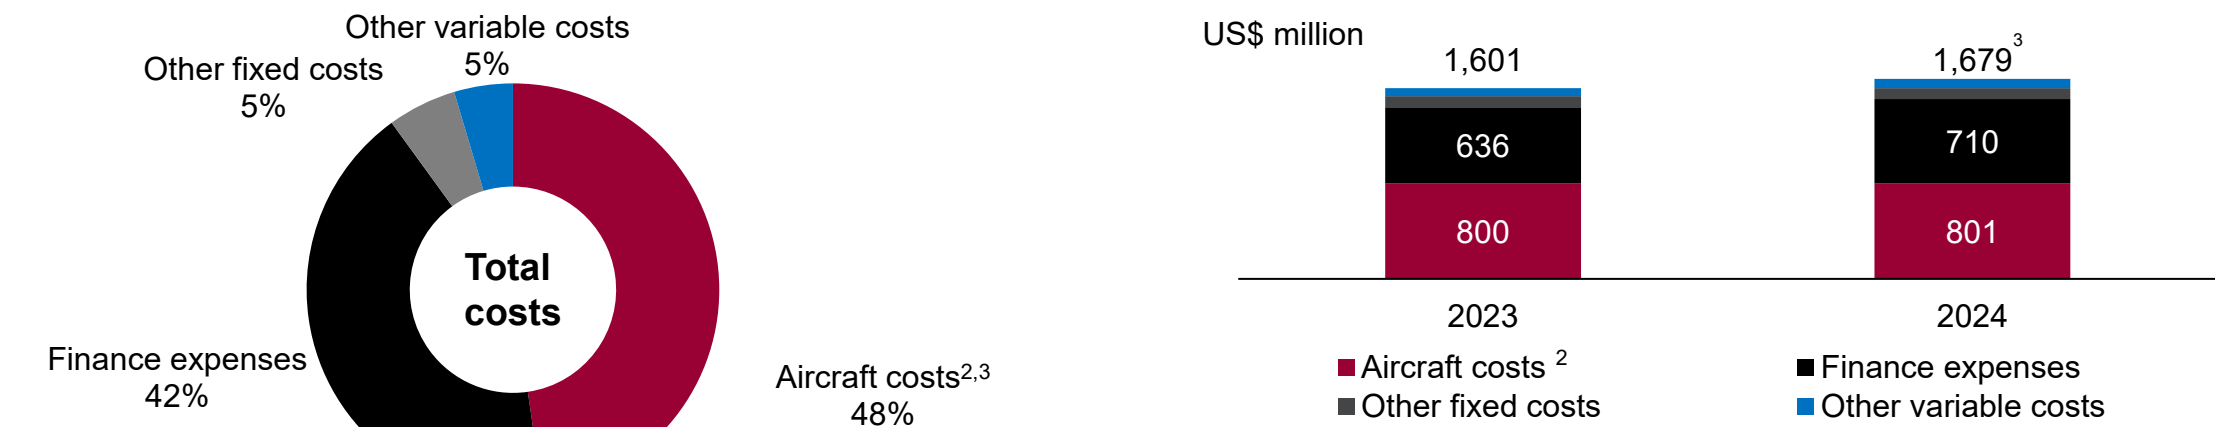 Other variable costs
5%
Other fixed costs
5%
Total
costs
Finance expenses
42%
Aircraft costs2,3
48%
US$ million
1,601
1,6793
636
710
800
801
2023
2024
Aircraft costs 2
Finance expenses
Other fixed costs
Other variable costs